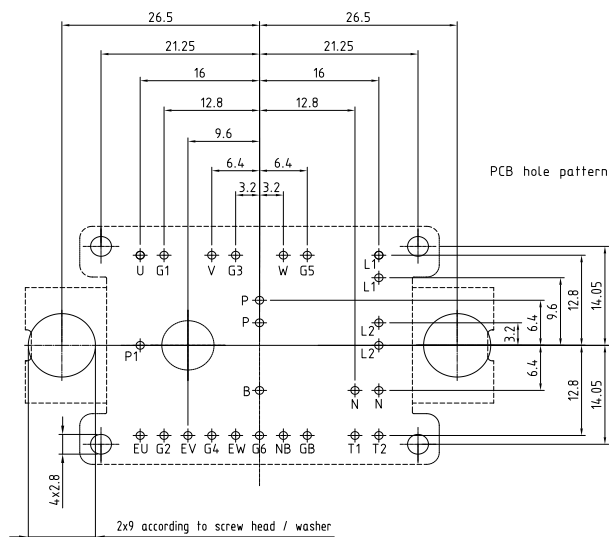 26.5 26.5
21.25 21.25
16 16
12.8 12.8
9.6
6.4 6.4
PCB hole pattern
3.2 3.2
U G1 V G3 W G5 L1
L1
P
P L2
P1 L2
B N N
3.2 6.4 9.6 12.8 14.05
6.4 12.8 14.05
EU G2 EV G4 EW G6 NB GB T1 T2
4x2.8
2x9 according to screw head / washer